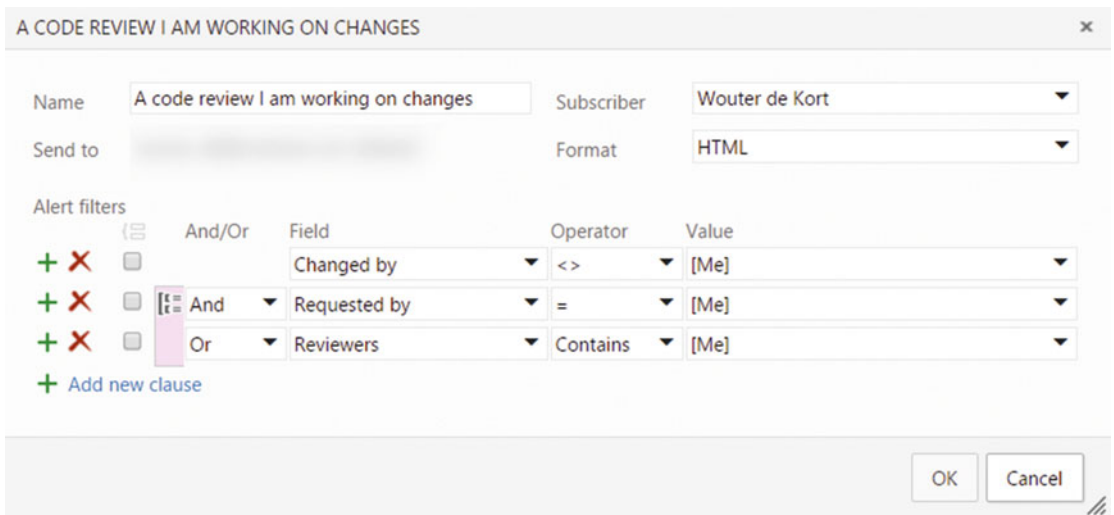 A CODE REVIEW I AM WORKING ON CHANGES
Name A code review I am working on changes Subscriber Wouter de Kort
Send to Format HTML
Alert filters
And/Or Field Operator Value
Changed by <> [Me]
And Requested by = [Me]
Or Reviewers Contains [Me]
Add new clause
OK Cancel